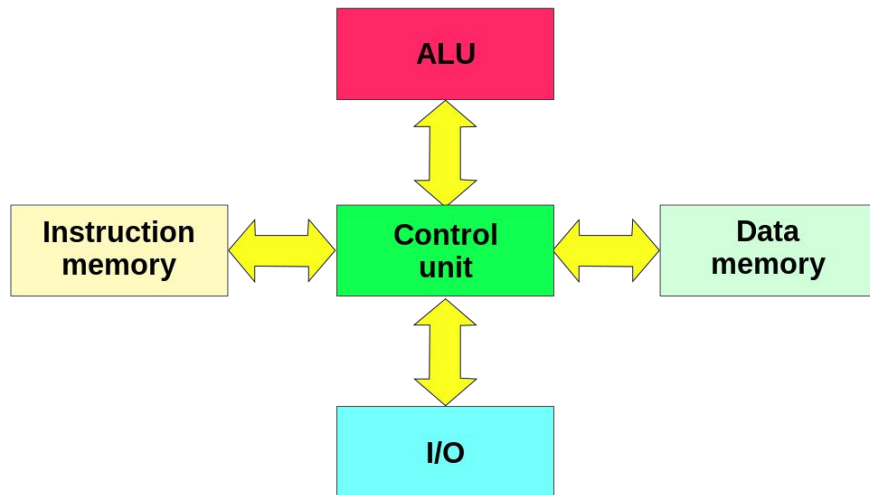 ALU
Instruction
memory
Control
unit
Data
memory
I/O